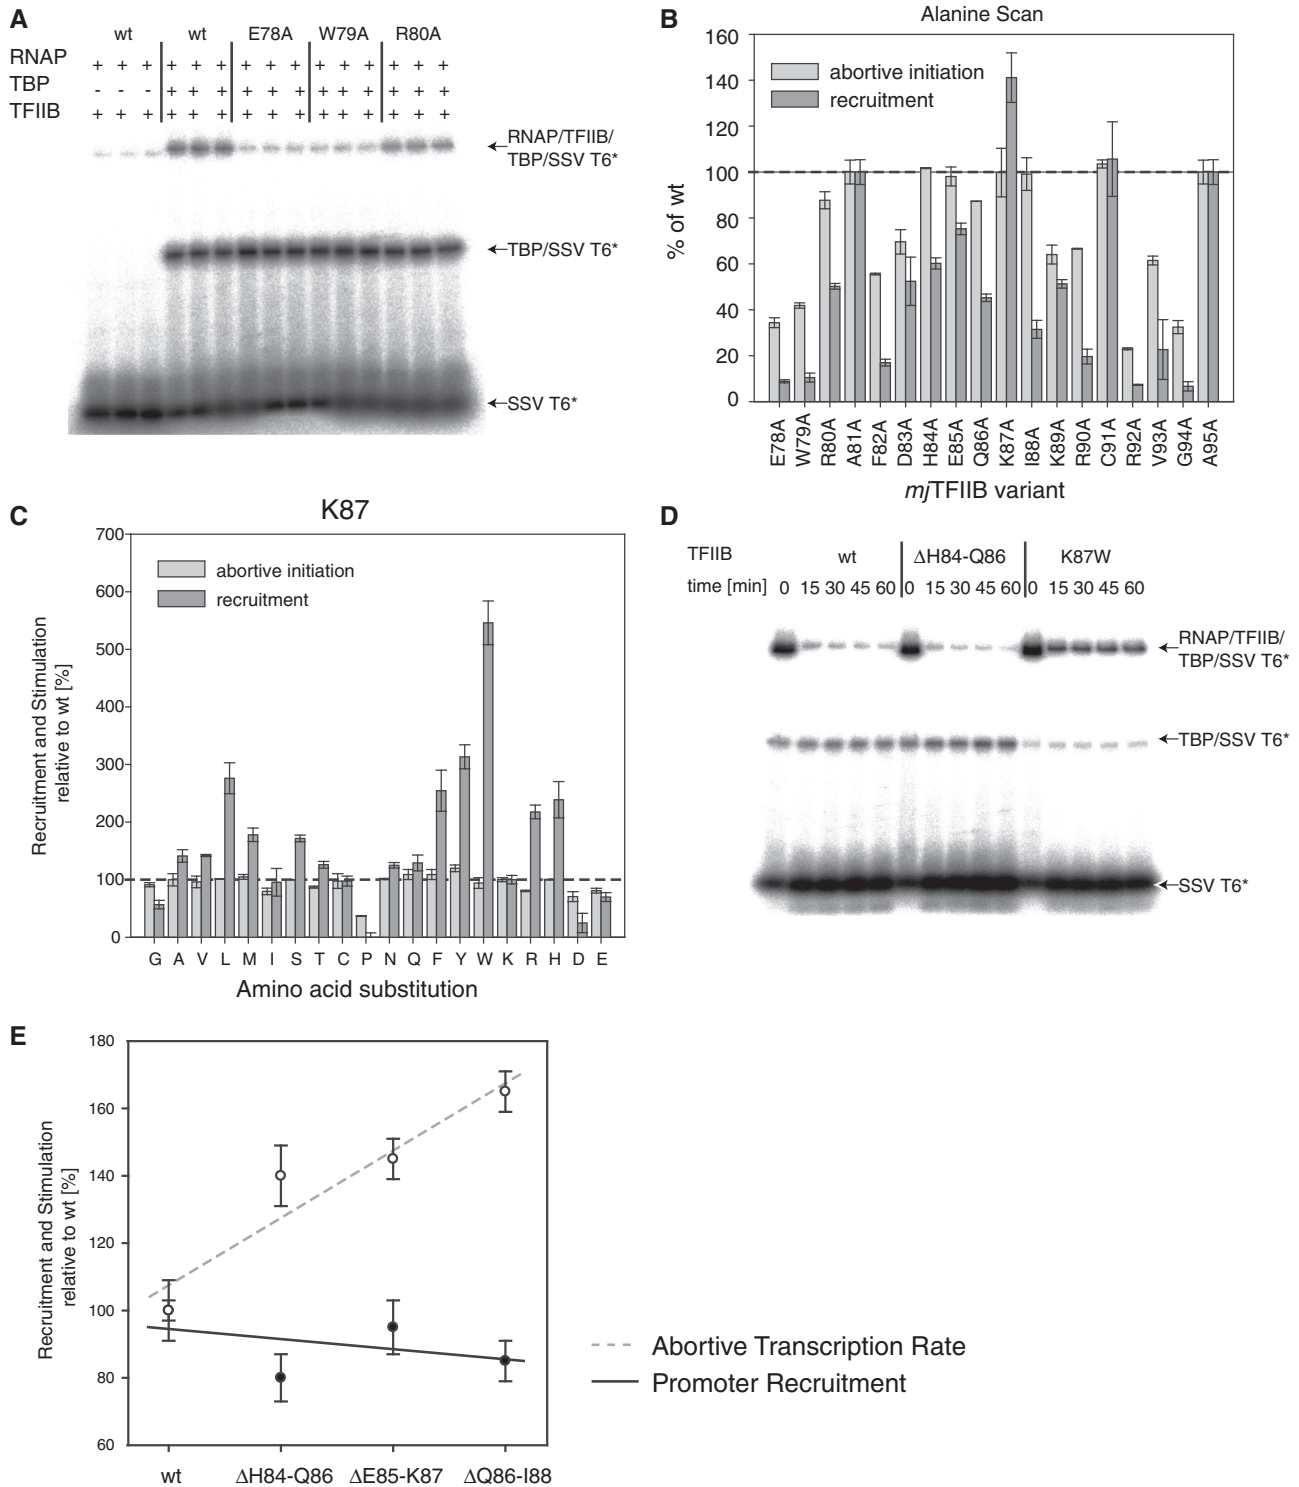 A
wt wt E78A W79A R80A
RNAP + + + + + + + + + + + + + + +
TBP - - - + + + + + + + + + + + +
TFIIB + + + + + + + + + + + + + + +
RNAP/TFIIB/
TBP/SSV T6*
TBP/SSV T6*
SSV T6*
B
Alanine Scan
abortive initiation
recruitment
% of wt
160
140
120
100
80
60
40
20
0
E78A W79A R80A A81A F82A D83A H84A E85A Q86A K87A I88A K89A R90A C91A R92A V93A G94A A95A
mjTFIIB variant
C
K87
abortive initiation
recruitment
Recruitment and Stimulation
relative to wt [%]
700
600
500
400
300
200
100
0
G A V L M I S T C P N Q F Y W K R H D E
Amino acid substitution
D
TFIIB wt ΔH84-Q86 K87W
time [min] 0 15 30 45 60 0 15 30 45 60 0 15 30 45 60
RNAP/TFIIB/
TBP/SSV T6*
TBP/SSV T6*
SSV T6*
E
Recruitment and Stimulation
relative to wt [%]
180
160
140
120
100
80
60
wt ΔH84-Q86 ΔE85-K87 ΔQ86-I88
Abortive Transcription Rate
Promoter Recruitment